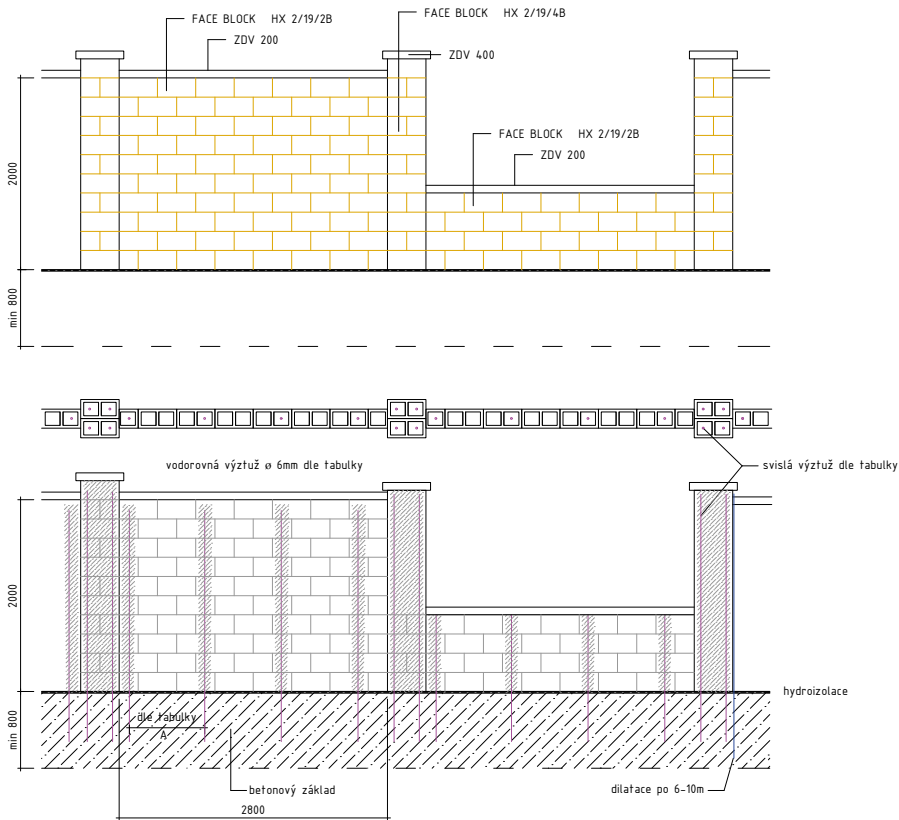 FACE BLOCK HX 2/19/2B
FACE BLOCK HX 2/19/4B
ZDV 200
ZDV 400
FACE BLOCK HX 2/19/2B
ZDV 200
2000
min 800
vodorovná výztuž ø 6mm dle tabulky
svislá výztuž dle tabulky
2000
hydroizolace
min 800
dle tabulky
A
betonový základ
dilatace po 6-10m
2800